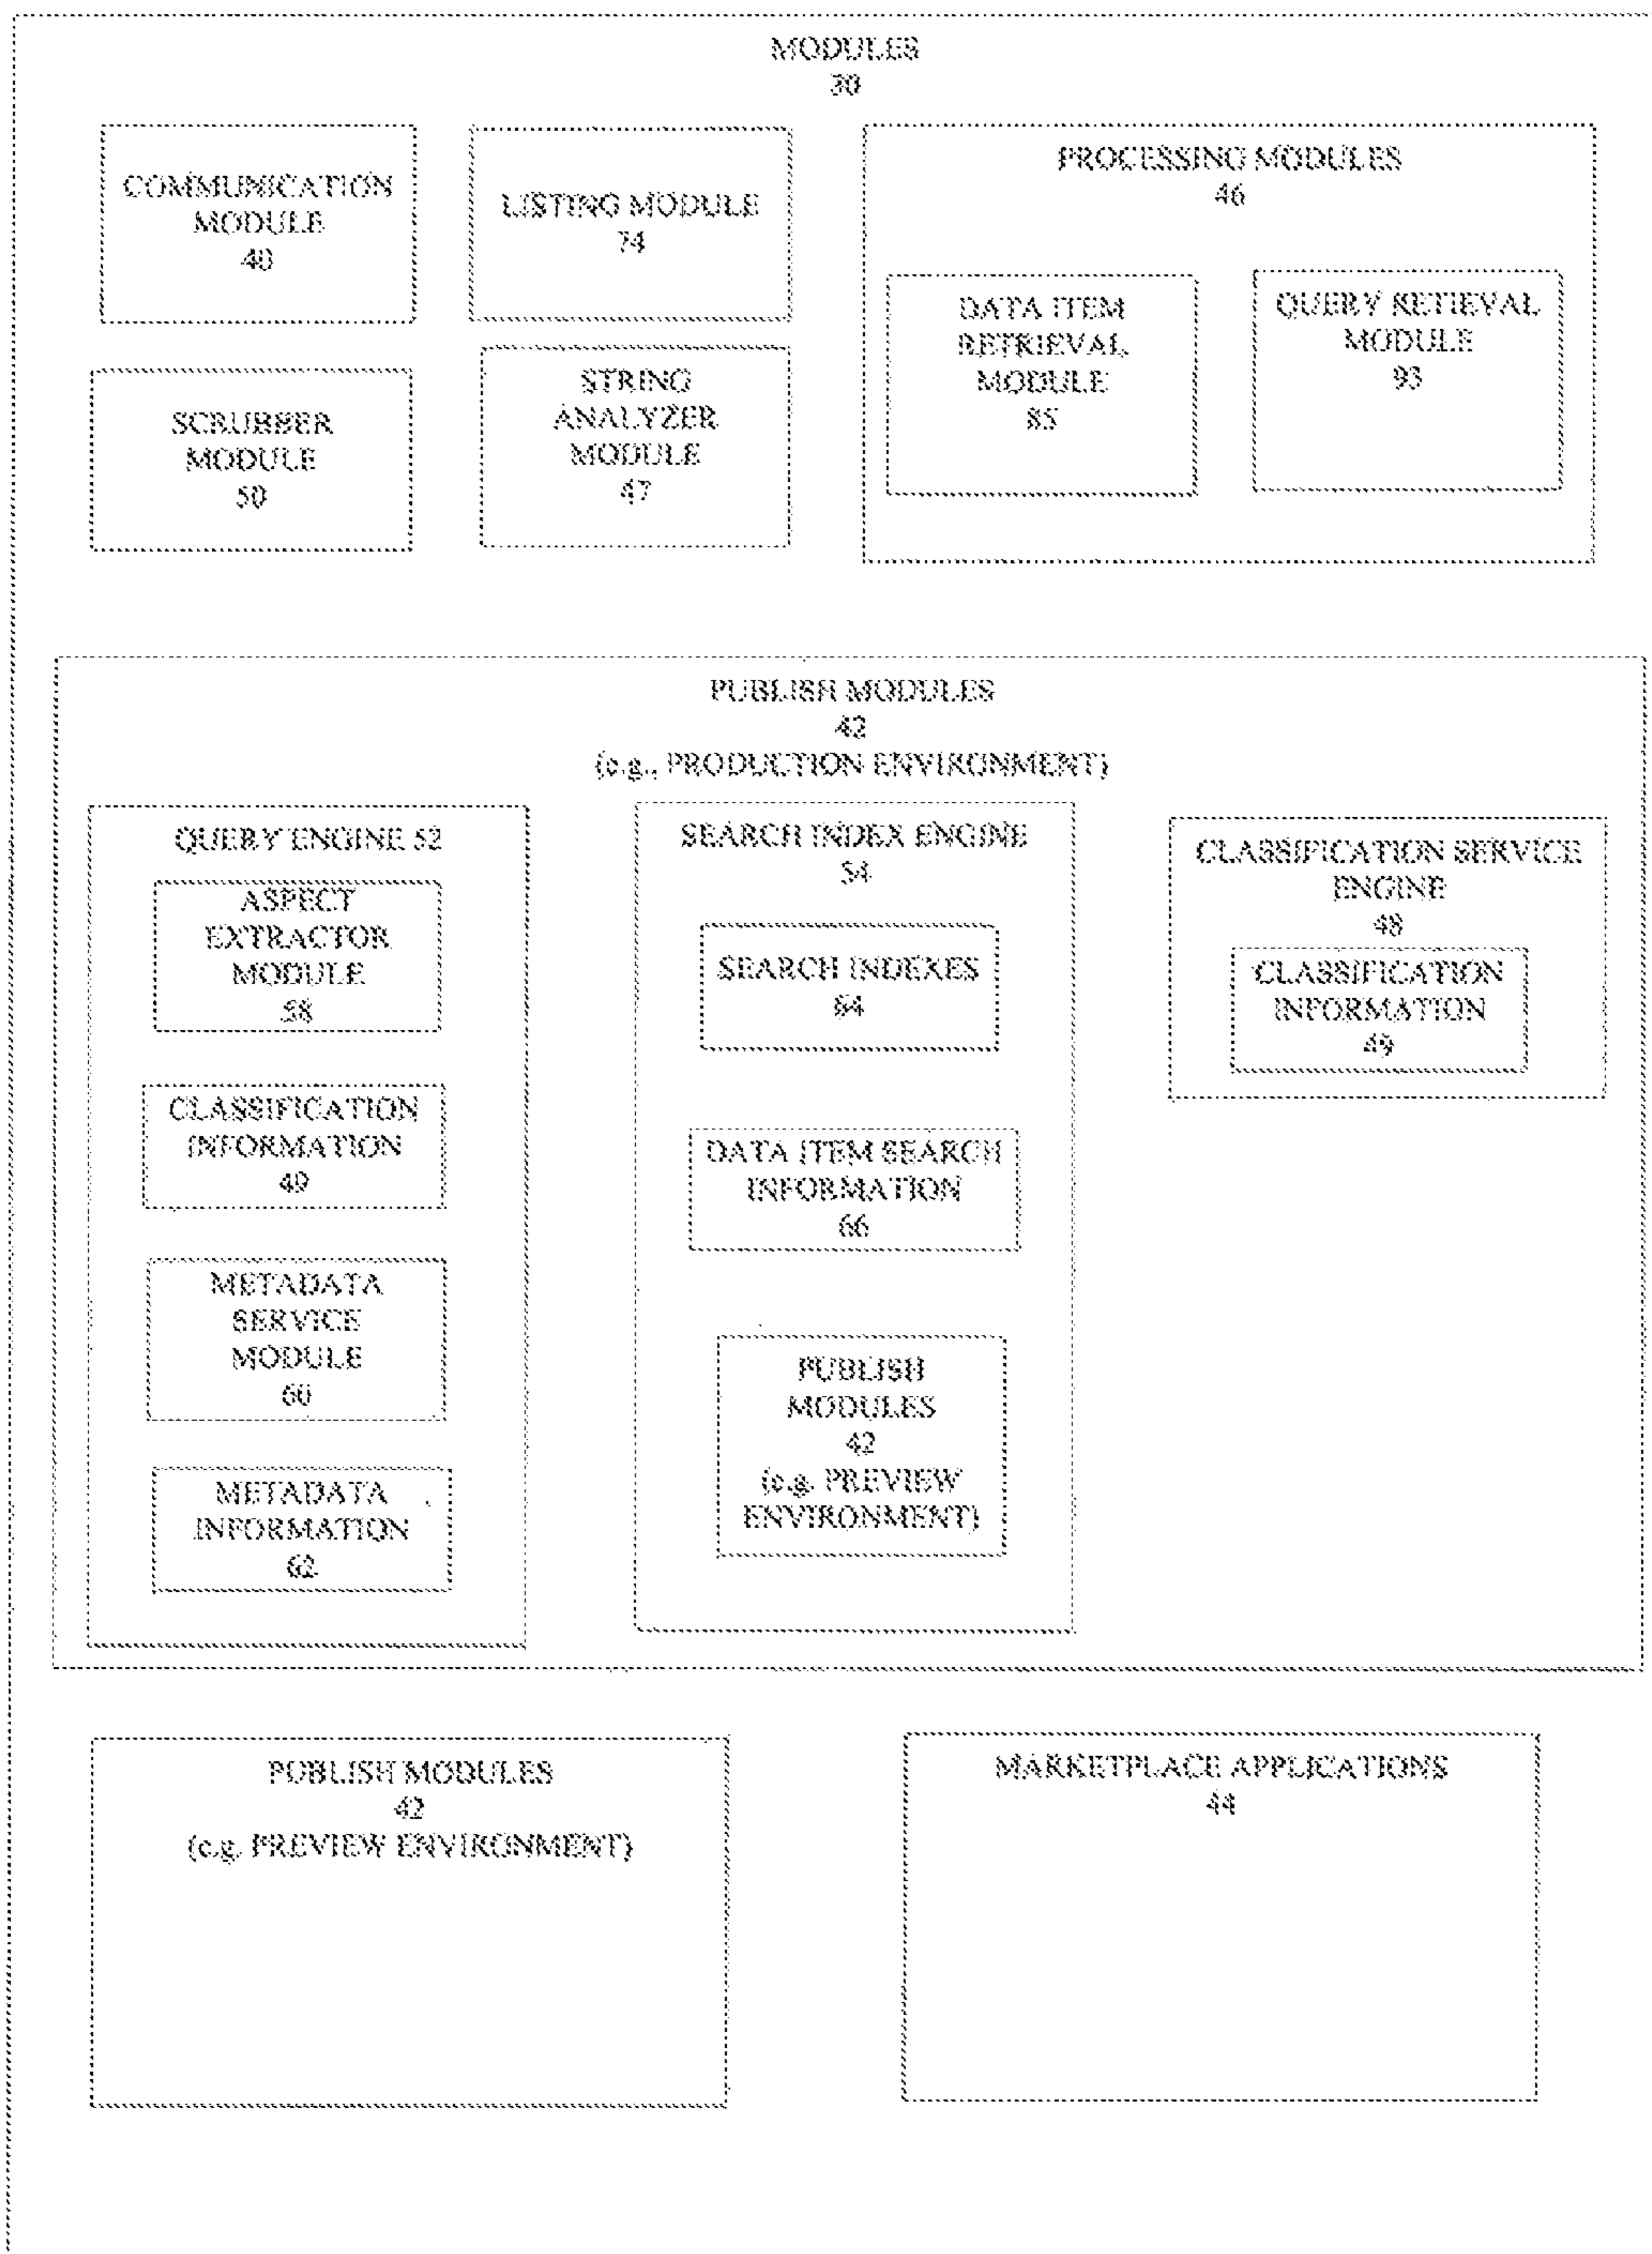 MODULES
30
COMMUNICATION
MODULE
40
LISTING MODULE
74
PROCESSING MODULES
46
DATA ITEM
RETRIEVAL
MODULE
85
QUERY RETIEVAL
MODULE
93
SCRUBBER
MODULE
50
STRING
ANALYZER
MODULE
47
PUBLISH MODULES
42
(e.g., PRODUCTION ENVIRONMENT)
QUERY ENGINE 52
ASPECT
EXTRACTOR
MODULE
58
CLASSIFICATION
INFORMATION
49
METADATA
SERVICE
MODULE
60
METADATA
INFORMATION
62
SEARCH INDEX ENGINE
54
SEARCH INDEXES
64
DATA ITEM SEARCH
INFORMATION
66
PUBLISH
MODULES
42
(e.g. PREVIEW
ENVIRONMENT)
CLASSIFICATION SERVICE
ENGINE
48
CLASSIFICATION
INFORMATION
49
PUBLISH MODULES
42
(e.g. PREVIEW ENVIRONMENT)
MARKETPLACE APPLICATIONS
44